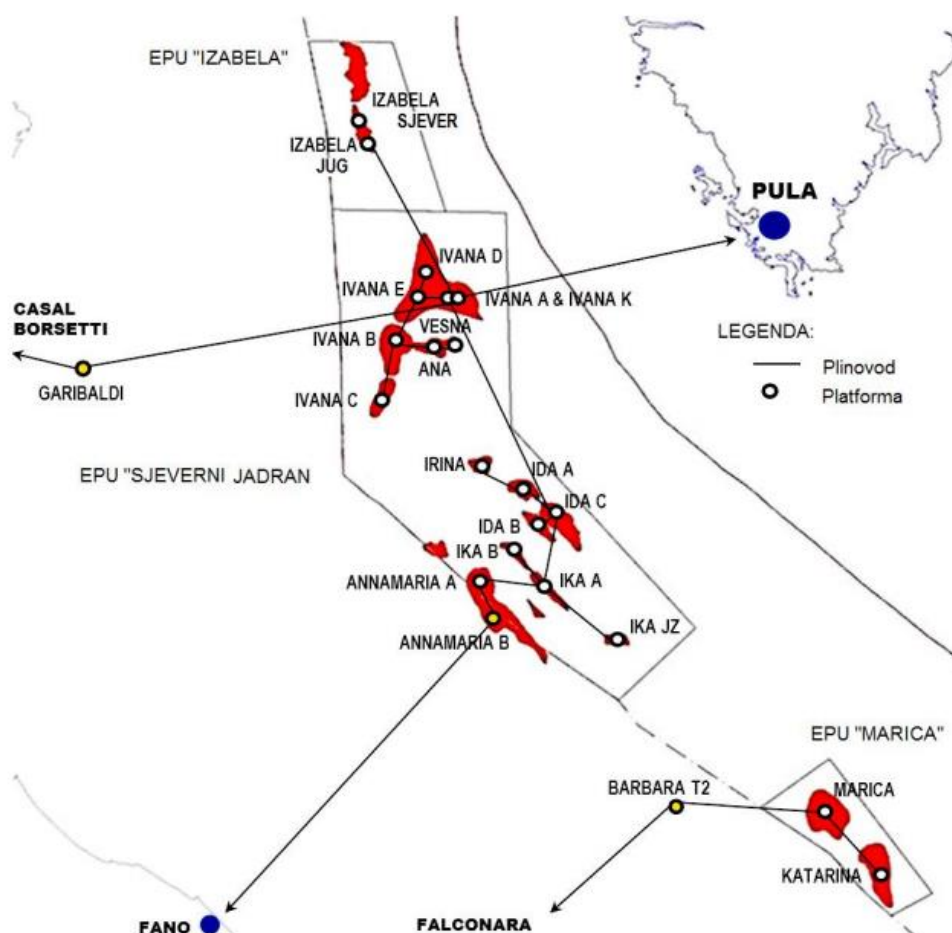 EPU "IZABELA"
IZABELA
SJEVER
IZABELA
JUG
PULA
IVANA D
IVANA E
IVANA A & IVANA K
CASAL
BORSETTI
VESNA
IVANA B
LEGENDA:
ANA
Plinovod
GARIBALDI
Platforma
IVANA C
EPU "SJEVERNI JADRAN
IRINA
IDA A
IDA C
IDA B
IKA B
ANNAMARIA A
IKA A
IKA JZ
ANNAMARIA B
EPU "MARICA"
BARBARA T2
MARICA
KATARINA
FANO
FALCONARA